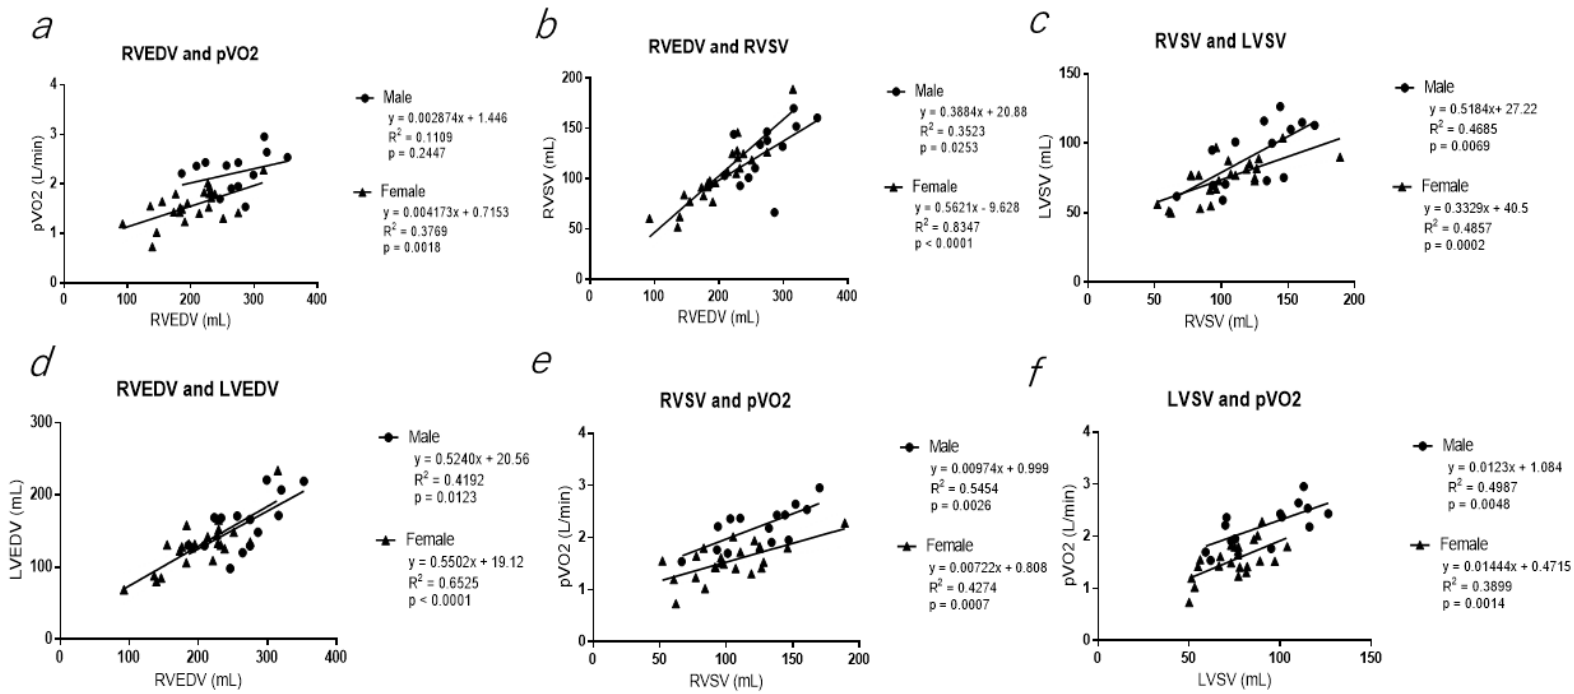 a
RVEDV and pVO2
4
3
2
1
0
pVO2 (L/min)
0 100 200 300 400
RVEDV (mL)
Male
y = 0.002874x + 1.446
R² = 0.1109
p = 0.2447
Female
y = 0.004173x + 0.7153
R² = 0.3769
p = 0.0018
b
RVEDV and RVSV
200
150
100
50
0
RVSV (mL)
0 100 200 300 400
RVEDV (mL)
Male
y = 0.3884x + 20.88
R² = 0.3523
p = 0.0253
Female
y = 0.5621x - 9.628
R² = 0.8347
p < 0.0001
c
RVSV and LVSV
150
100
50
0
LVSV (mL)
0 50 100 150 200
RVSV (mL)
Male
y = 0.5184x+ 27.22
R² = 0.4685
p = 0.0069
Female
y = 0.3329x + 40.5
R² = 0.4857
p = 0.0002
d
RVEDV and LVEDV
300
200
100
0
LVEDV (mL)
0 100 200 300 400
RVEDV (mL)
Male
y = 0.5240x + 20.56
R² = 0.4192
p = 0.0123
Female
y = 0.5502x + 19.12
R² = 0.6525
p < 0.0001
e
RVSV and pVO2
4
3
2
1
0
pVO2 (L/min)
0 50 100 150 200
RVSV (mL)
Male
y = 0.00974x + 0.999
R² = 0.5454
p = 0.0026
Female
y = 0.00722x + 0.808
R² = 0.4274
p = 0.0007
f
LVSV and pVO2
4
3
2
1
0
pVO2 (L/min)
0 50 100 150
LVSV (mL)
Male
y = 0.0123x + 1.084
R² = 0.4987
p = 0.0048
Female
y = 0.01444x + 0.4715
R² = 0.3899
p = 0.0014